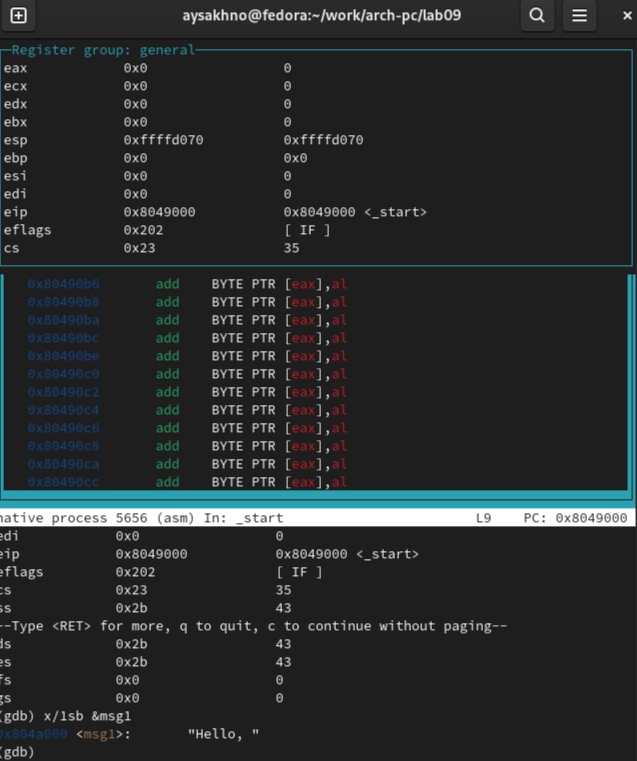 aysakhno@fedora:~/work/arch-pc/lab09
Register group: general
eax 0x0 0
ecx 0x0 0
edx 0x0 0
ebx 0x0 0
esp 0xffffd070 0xffffd070
ebp 0x0 0x0
esi 0x0 0
edi 0x0 0
eip 0x8049000 0x8049000 <_start>
eflags 0x202 [ IF ]
cs 0x23 35
0x80490b6 add BYTE PTR [eax],al
0x80490b8 add BYTE PTR [eax],al
0x80490ba add BYTE PTR [eax],al
0x80490bc add BYTE PTR [eax],al
0x80490be add BYTE PTR [eax],al
0x80490c0 add BYTE PTR [eax],al
0x80490c2 add BYTE PTR [eax],al
0x80490c4 add BYTE PTR [eax],al
0x80490c6 add BYTE PTR [eax],al
0x80490c8 add BYTE PTR [eax],al
0x80490ca add BYTE PTR [eax],al
0x80490cc add BYTE PTR [eax],al
native process 5656 (asm) In: _start L9 PC: 0x8049000
edi 0x0 0
eip 0x8049000 0x8049000 <_start>
eflags 0x202 [ IF ]
cs 0x23 35
ss 0x2b 43
--Type <RET> for more, q to quit, c to continue without paging--
ds 0x2b 43
es 0x2b 43
fs 0x0 0
gs 0x0 0
(gdb) x/1sb &msg1
0x804a000 <msg1>: "Hello, "
(gdb)